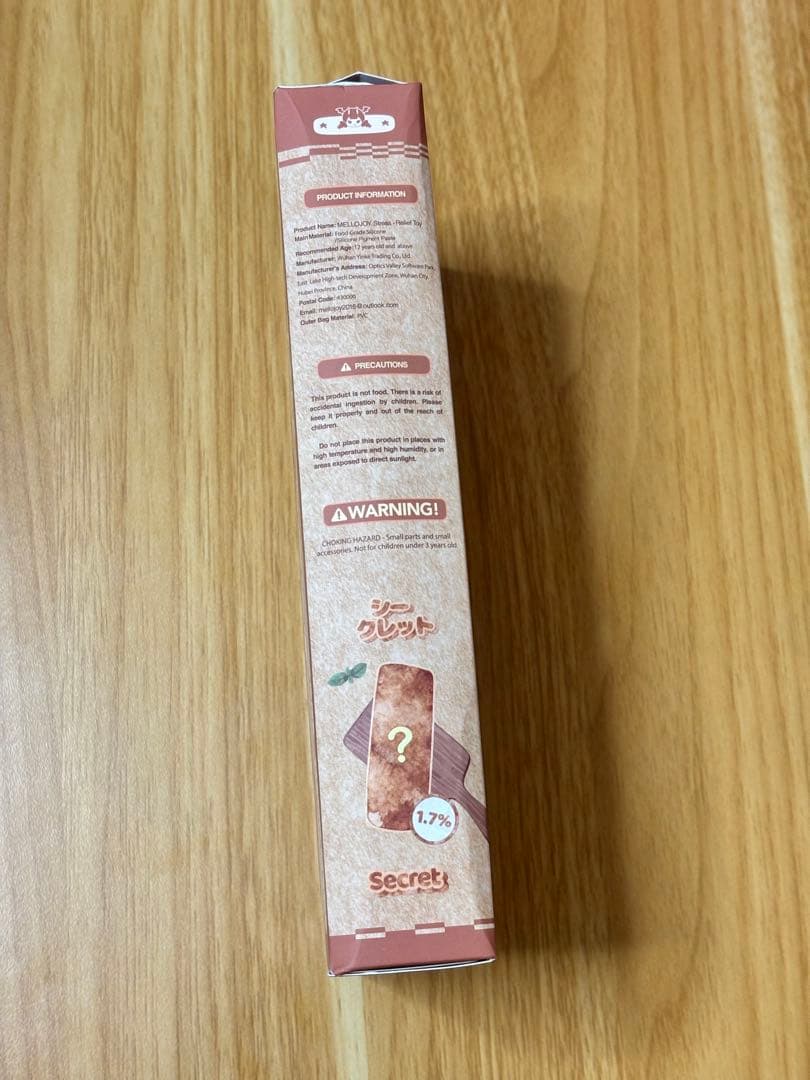 PRODUCT INFORMATION
Product Name: MELLOJOY /Stress - Relief Toy
Main Material: Food Grade Silicone
/Silicone Pigment Paste
Recommended Age: 12 years old and above
Manufacturer: Wuhan Yinke Trading Co., Ltd.
Manufacturer's Address: Optics Valley Software Park,
East Lake High-tech Development Zone, Wuhan City,
Hubei Province, China
Postal Code: 430000
Email: mellojoy2016@outlook.com
Outer Bag Material: PVC
PRECAUTIONS
This product is not food. There is a risk of
accidental ingestion by children. Please
keep it properly and out of the reach of
children.
Do not place this product in places with
high temperature and high humidity, or in
areas exposed to direct sunlight.
WARNING!
CHOKING HAZARD - Small parts and small
accessories. Not for children under 3 years old
シー
クレット
?
1.7%
Secret